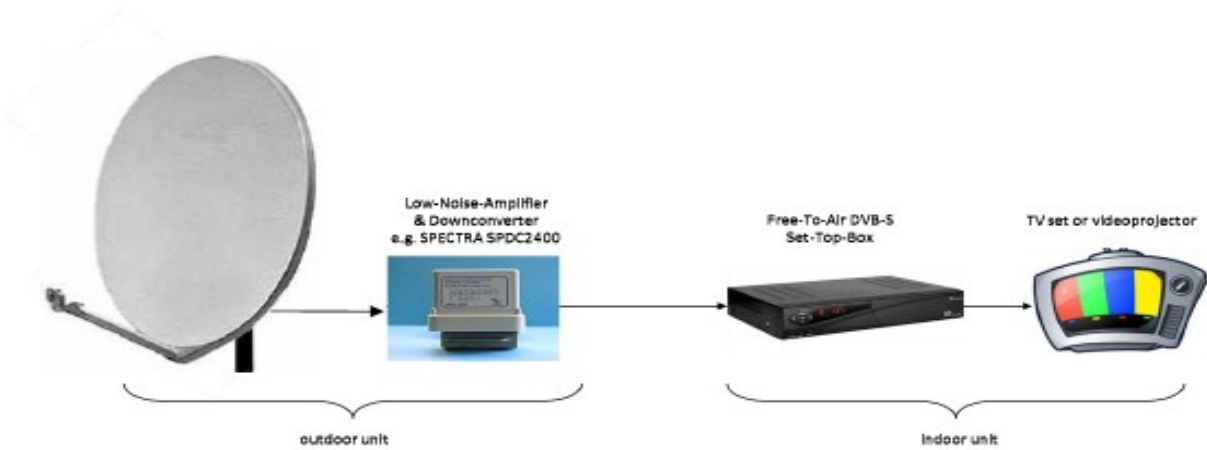 Low-Noise-Amplifier
& Downconverter
e.g. SPECTRA SPDC2400
Free-To-Air DVB-S
Set-Top-Box
TV set or videoprojector
outdoor unit
indoor unit